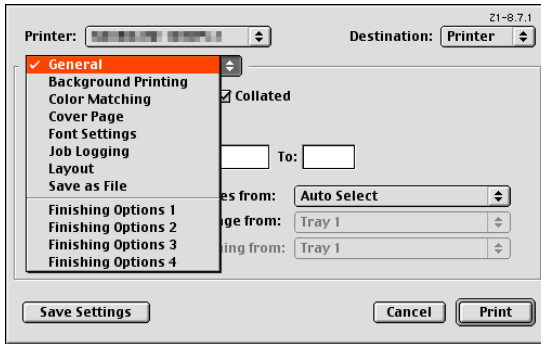 Z1-8.7.1
Printer: Destination: Printer
✓ General
Background Printing
Color Matching
Collated
Cover Page
Font Settings
Job Logging
To:
Layout
Save as File
es from: Auto Select
Finishing Options 1
ge from: Tray 1
Finishing Options 2
Finishing Options 3
ing from: Tray 1
Finishing Options 4
Save Settings Cancel Print